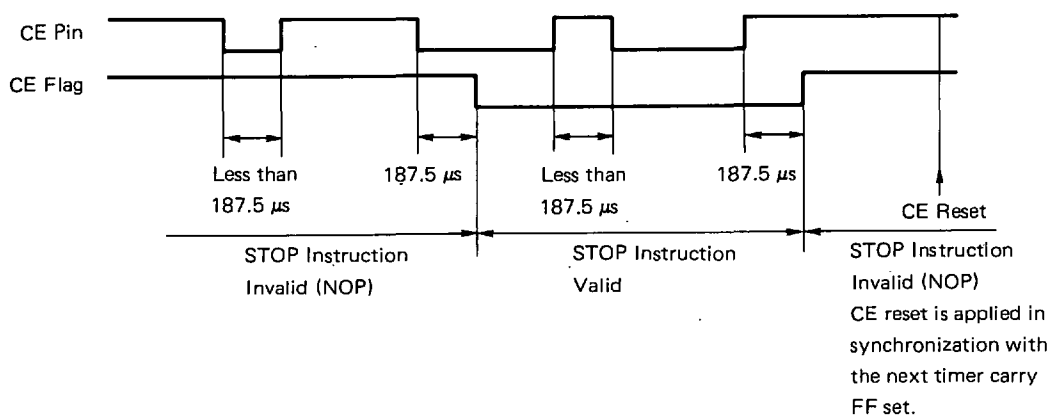 CE Pin
CE Flag
Less than
187.5 μs
187.5 μs
Less than
187.5 μs
187.5 μs
CE Reset
STOP Instruction
Invalid (NOP)
STOP Instruction
Valid
STOP Instruction
Invalid (NOP)
CE reset is applied in
synchronization with
the next timer carry
FF set.